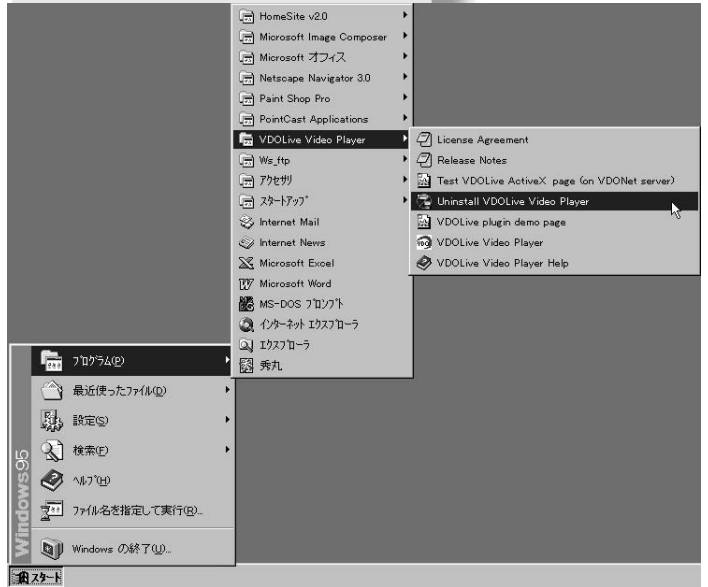 HomeSite v2.0
Microsoft Image Composer
Microsoft オフィス
Netscape Navigator 3.0
Paint Shop Pro
PointCast Applications
VDOLive Video Player
Ws_ftp
アクセサリ
スタートアップ
Internet Mail
Internet News
Microsoft Excel
Microsoft Word
MS-DOS プロンプト
インターネット エクスプローラ
エクスプローラ
秀丸
License Agreement
Release Notes
Test VDOLive ActiveX page (on VDONet server)
Uninstall VDOLive Video Player
VDOLive plugin demo page
VDOLive Video Player
VDOLive Video Player Help
プログラム(P)
最近使ったファイル(D)
設定(S)
検索(F)
ヘルプ(H)
ファイル名を指定して実行(R)...
Windows の終了(U)...
Windows95
スタート